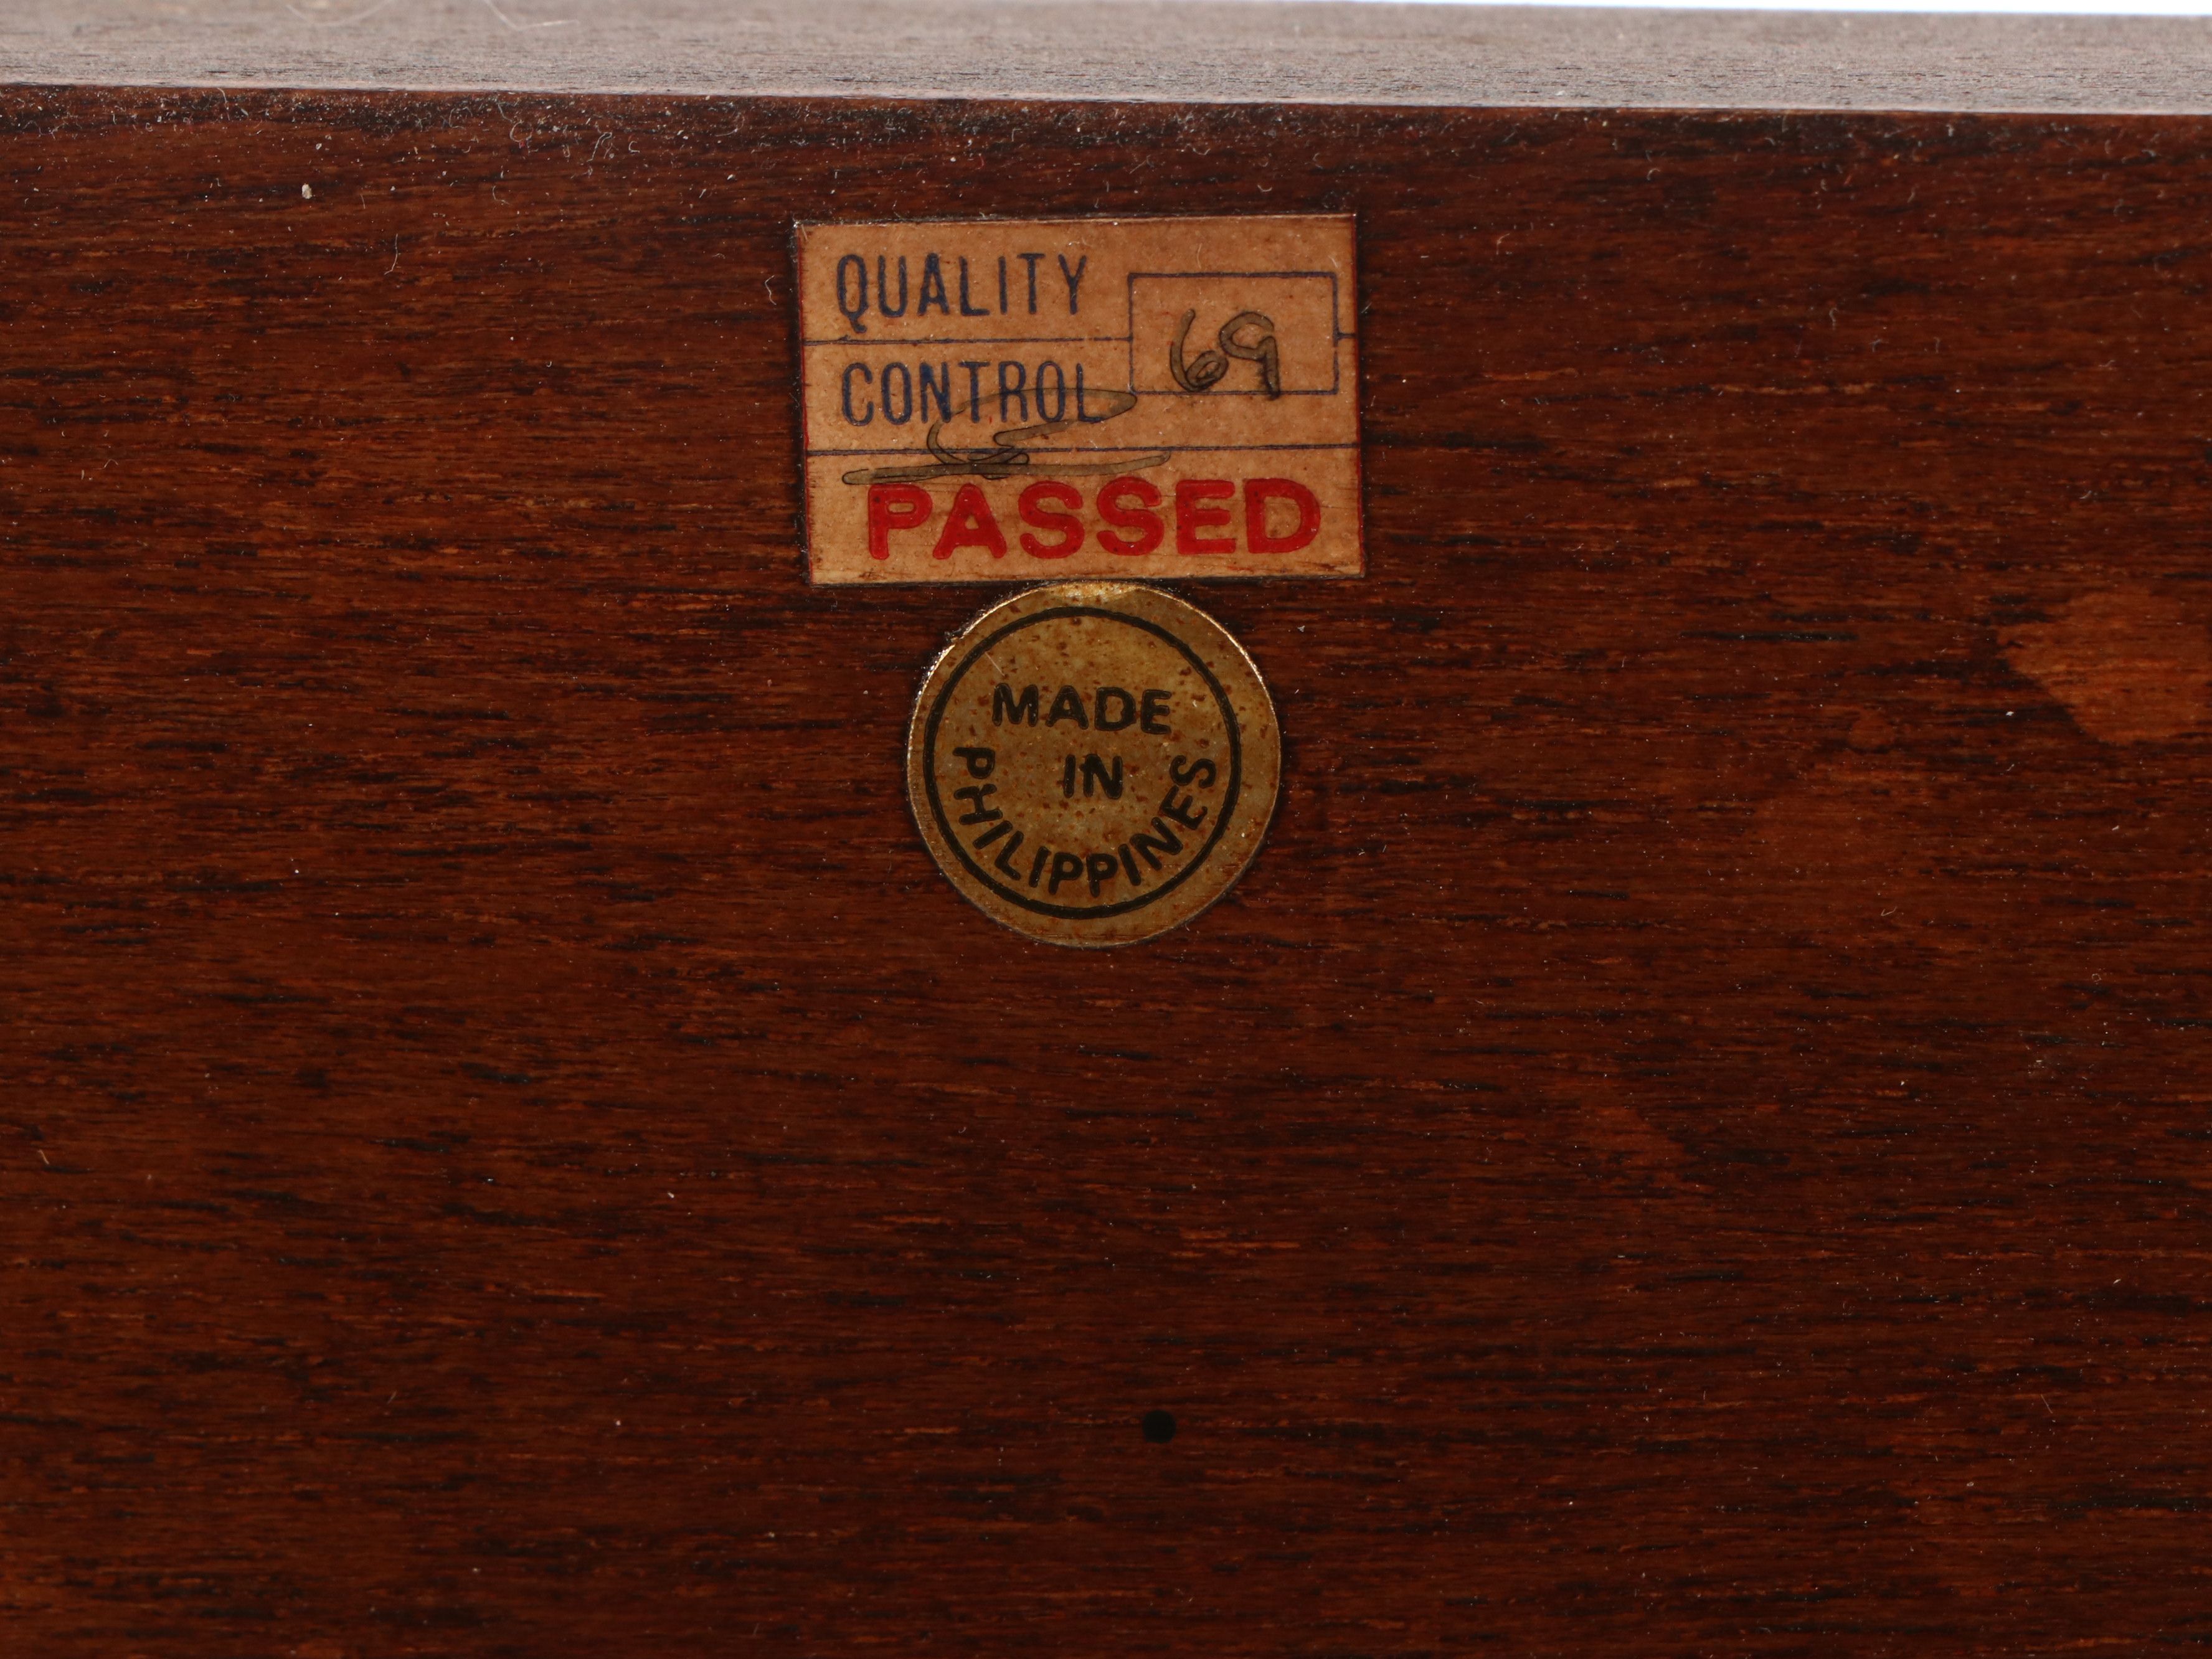 QUALITY
CONTROL
69
PASSED
MADE
IN
PHILIPPINES